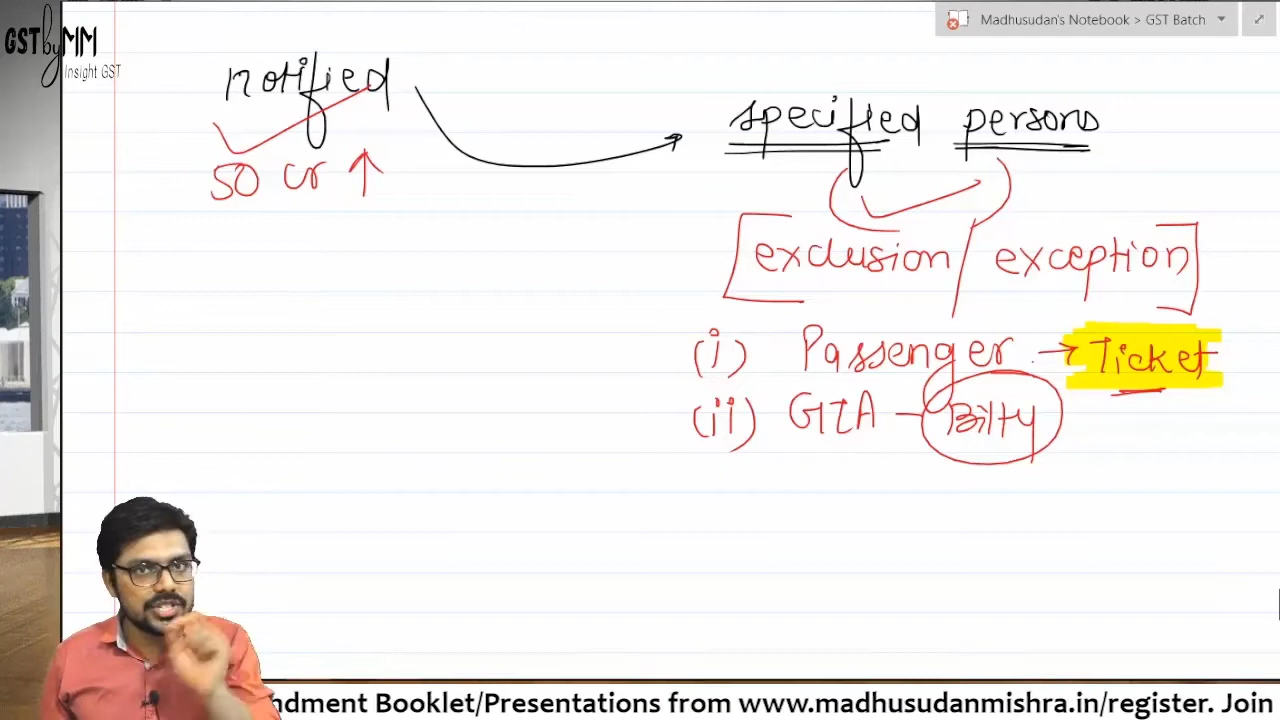 GST by MM
Insight GST
Madhusudan's Notebook > GST Batch
notified
50 cr ↑
specified persons
exclusion / exception
(i) Passenger → Ticket
(ii) GTA - Bilty
ndment Booklet/Presentations from www.madhusudanmishra.in/register. Join